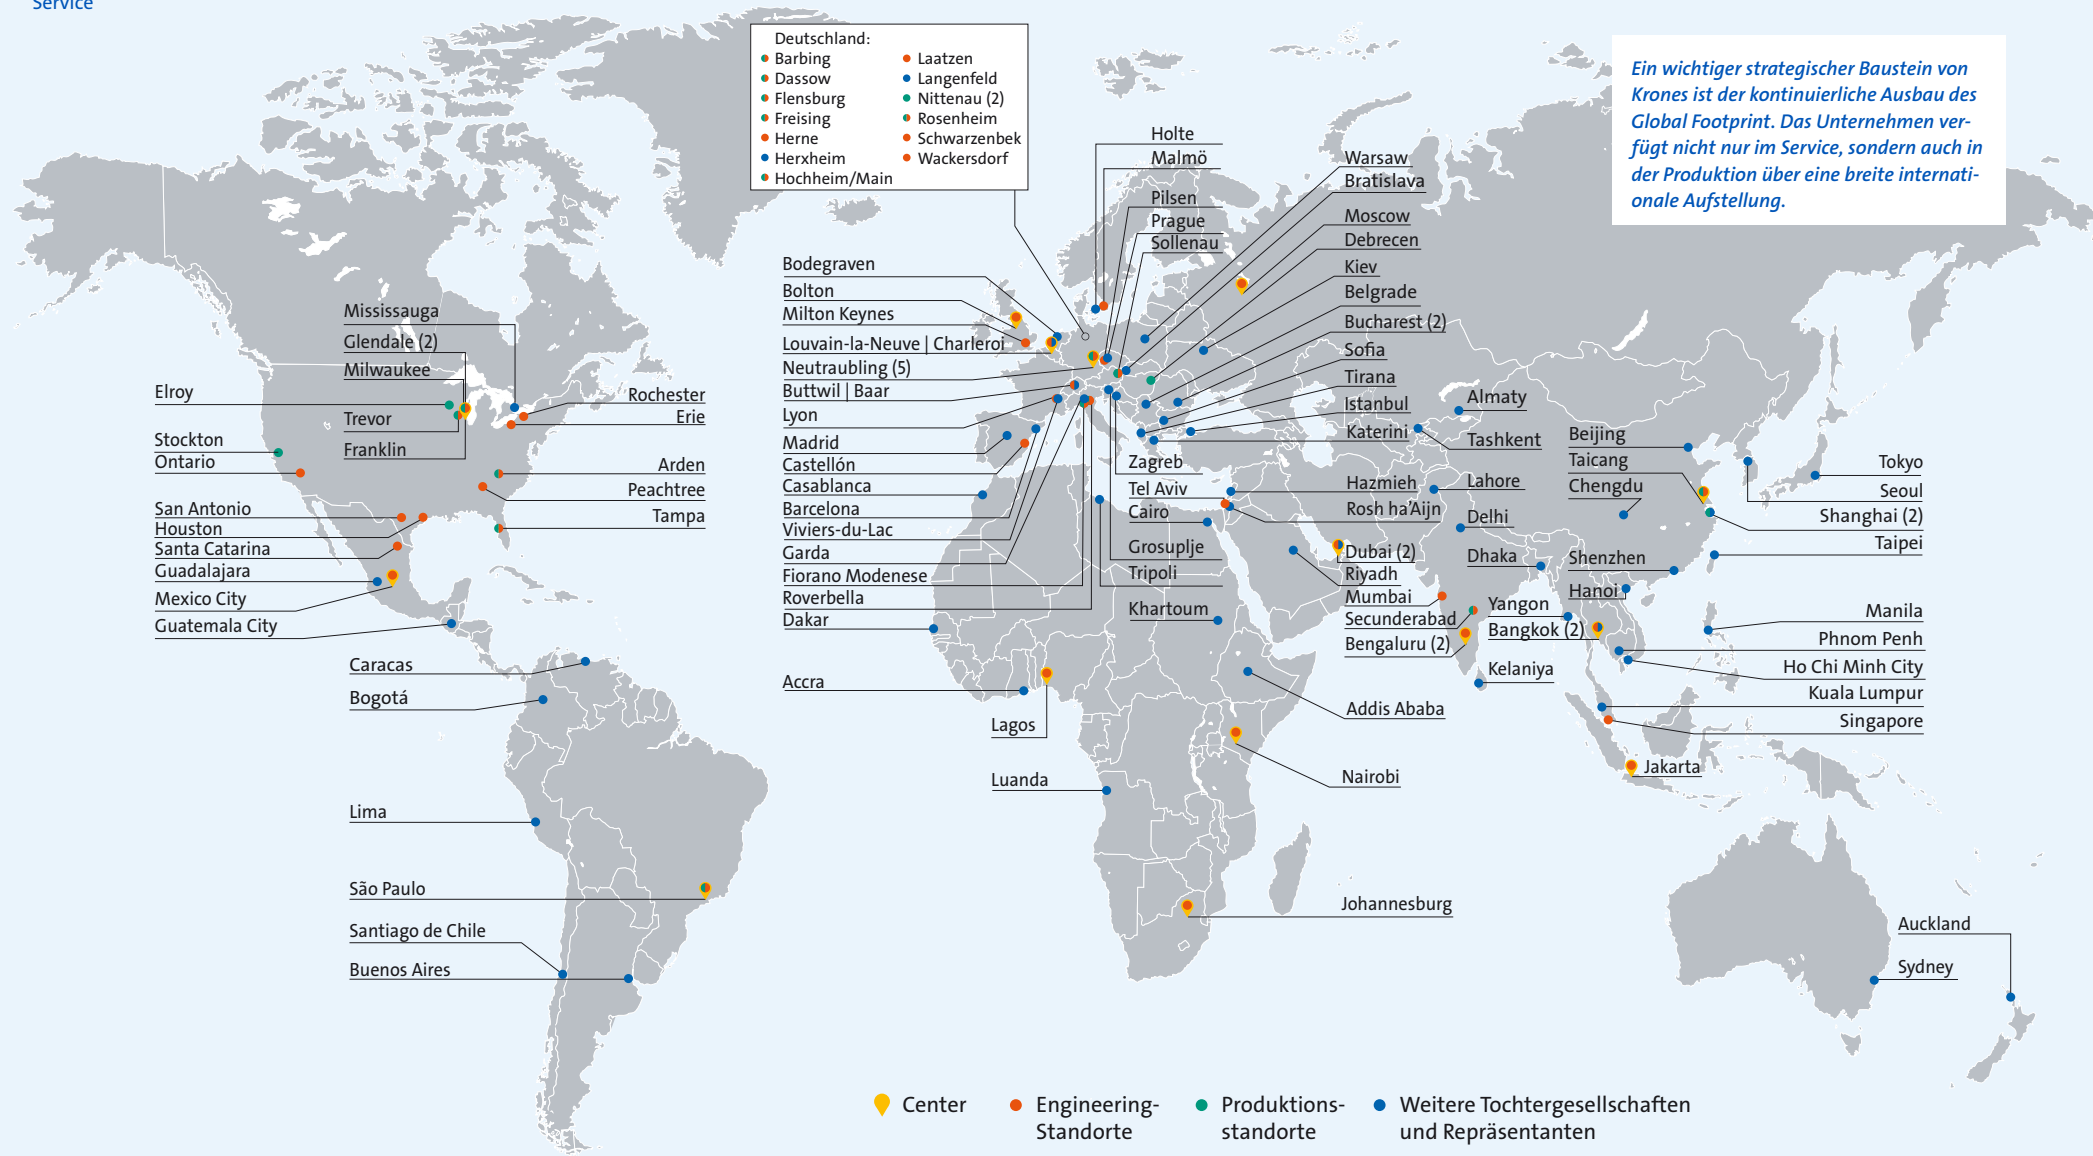 Service
Deutschland:
Barbing
Dassow
Flensburg
Freising
Herne
Herxheim
Hochheim/Main
Laatzen
Langenfeld
Nittenau (2)
Rosenheim
Schwarzenbek
Wackersdorf
Ein wichtiger strategischer Baustein von
Krones ist der kontinuierliche Ausbau des
Global Footprint. Das Unternehmen ver-
fügt nicht nur im Service, sondern auch in
der Produktion über eine breite internati-
onale Aufstellung.
Mississauga
Glendale (2)
Milwaukee
Trevor
Franklin
Elroy
Stockton
Ontario
San Antonio
Houston
Santa Catarina
Guadalajara
Mexico City
Guatemala City
Rochester
Erie
Arden
Peachtree
Tampa
Caracas
Bogotá
Lima
São Paulo
Santiago de Chile
Buenos Aires
Bodegraven
Bolton
Milton Keynes
Louvain-la-Neuve | Charleroi
Neutraubling (5)
Buttwil | Baar
Lyon
Madrid
Castellón
Casablanca
Barcelona
Viviers-du-Lac
Garda
Fiorano Modenese
Roverbella
Dakar
Accra
Lagos
Luanda
Holte
Malmö
Pilsen
Prague
Sollenau
Warsaw
Bratislava
Moscow
Debrecen
Kiev
Belgrade
Bucharest (2)
Sofia
Tirana
Istanbul
Katerini
Zagreb
Tel Aviv
Cairo
Grosuplje
Tripoli
Khartoum
Hazmieh
Rosh ha'Aijn
Dubai (2)
Riyadh
Mumbai
Secunderabad
Bengaluru (2)
Addis Ababa
Nairobi
Johannesburg
Almaty
Tashkent
Lahore
Delhi
Dhaka
Yangon
Bangkok (2)
Kelaniya
Beijing
Taicang
Chengdu
Shenzhen
Hanoi
Jakarta
Tokyo
Seoul
Shanghai (2)
Taipei
Manila
Phnom Penh
Ho Chi Minh City
Kuala Lumpur
Singapore
Auckland
Sydney
Center
Engineering-
Standorte
Produktions-
standorte
Weitere Tochtergesellschaften
und Repräsentanten